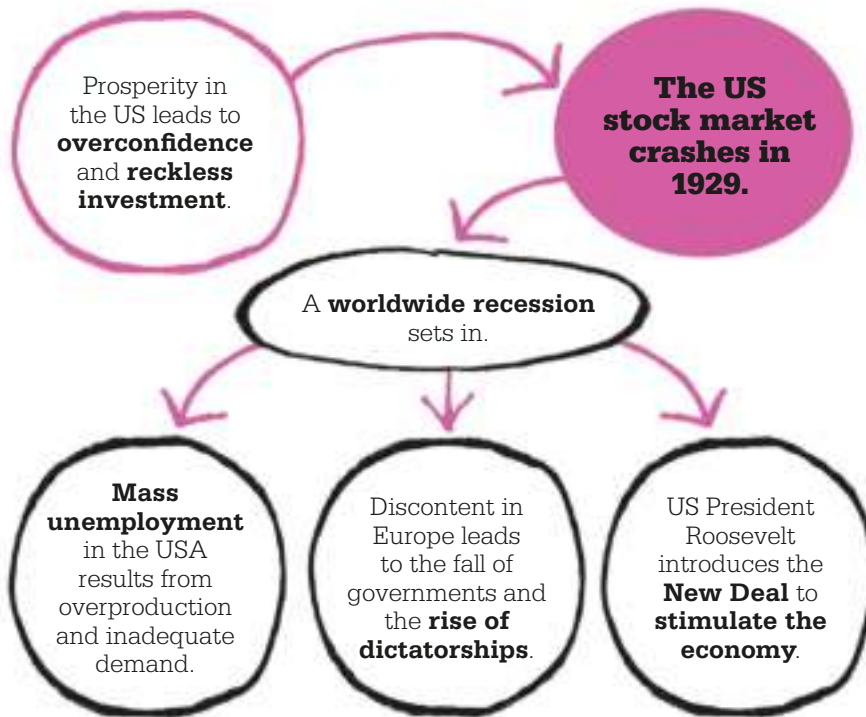 Prosperity in
the US leads to
overconfidence
and reckless
investment.
The US
stock market
crashes in
1929.
A worldwide recession
sets in.
Mass
unemployment
in the USA
results from
overproduction
and inadequate
demand.
Discontent in
Europe leads
to the fall of
governments and
the rise of
dictatorships.
US President
Roosevelt
introduces the
New Deal to
stimulate the
economy.